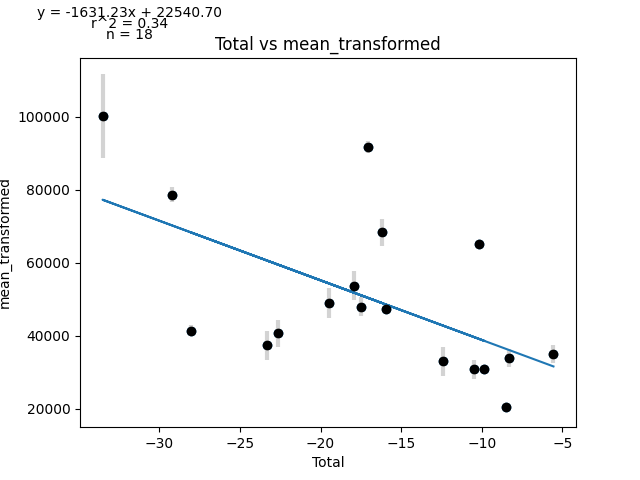 y = -1631.23x + 22540.70
r^2 = 0.34
n = 18
Total vs mean_transformed
100000
80000
60000
40000
20000
mean_transformed
−30
−25
−20
−15
−10
−5
Total